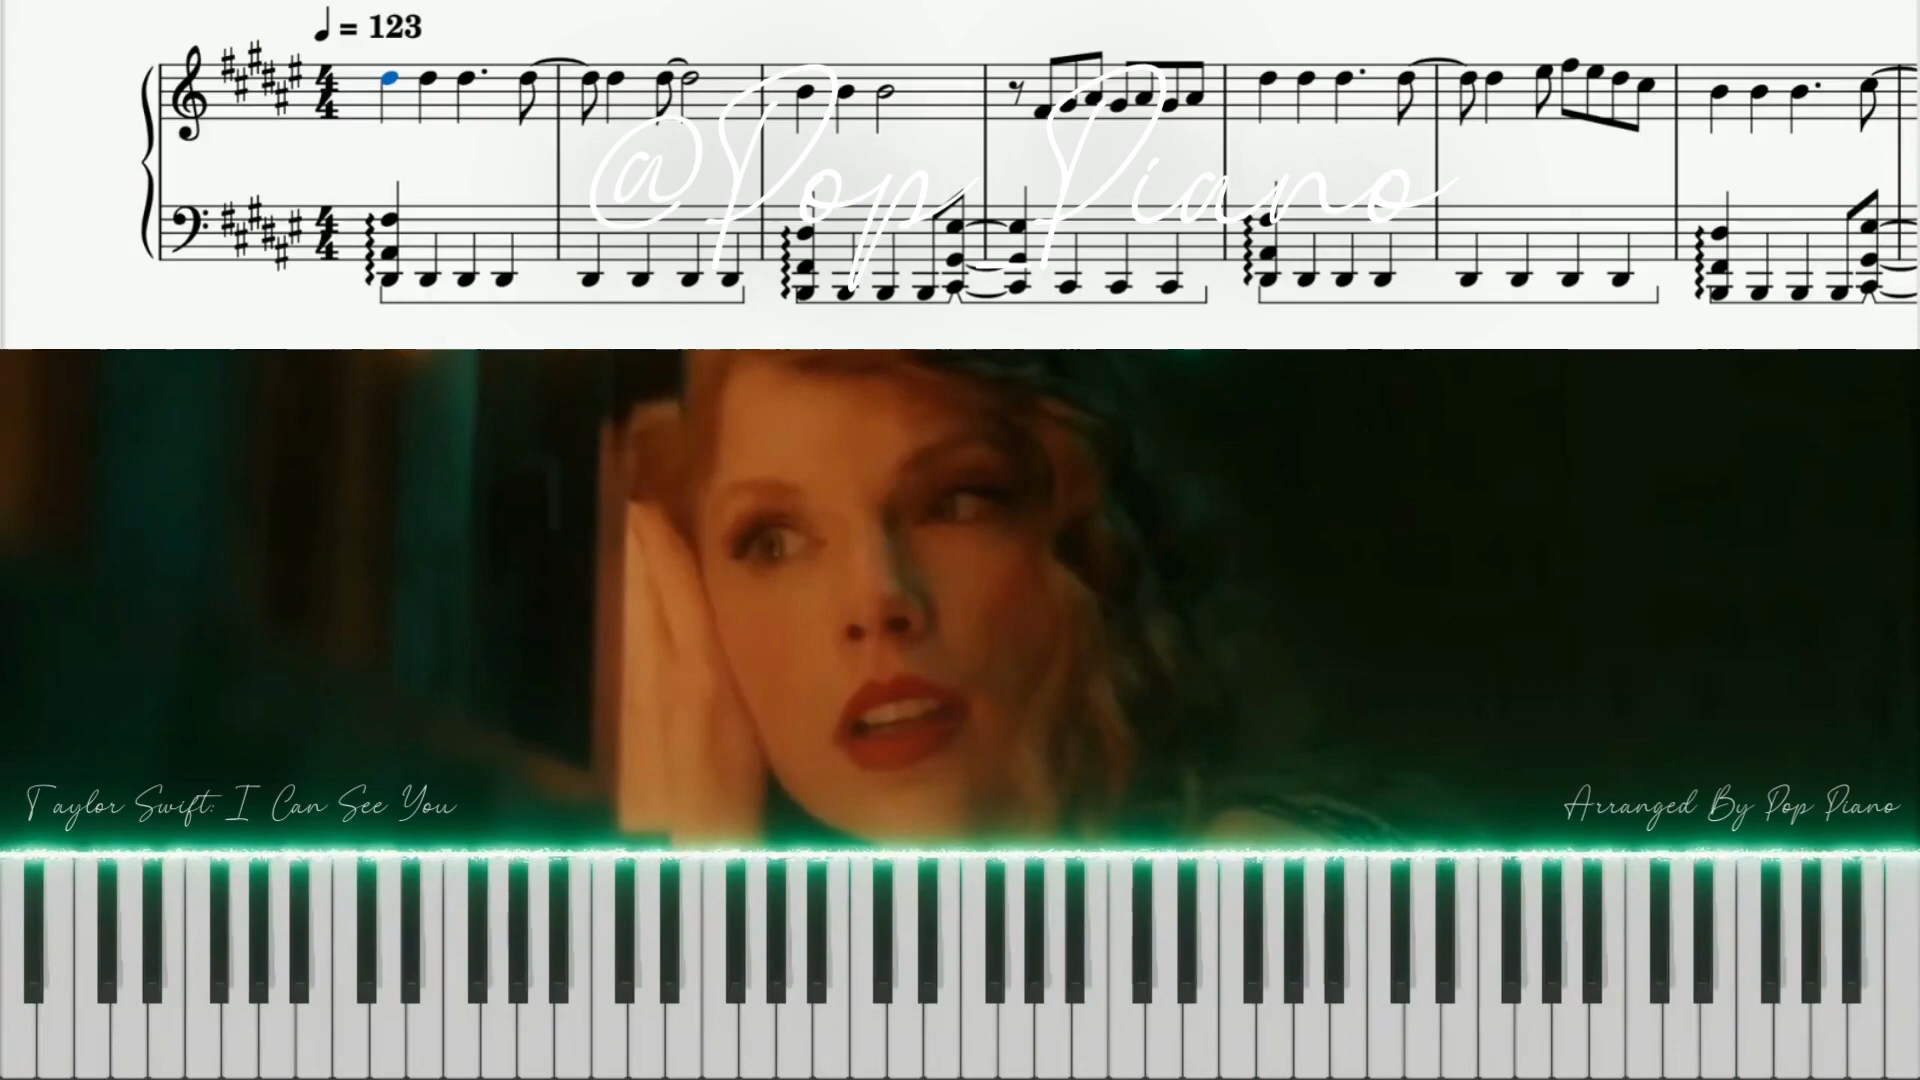 ♩ = 123
@Pop Piano
Taylor Swift: I Can See You
Arranged By Pop Piano